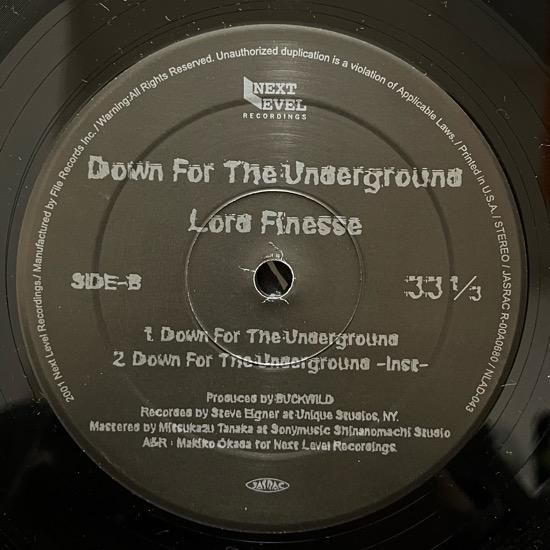 2001 Next Level Recordings./ Manufactured by File Records Inc. / Warning-All Rights Reserved. Unauthorized duplication is a violation of Applicable Laws. / Printed in U.S.A. / STEREO / JASRAC R-00A0680 / NLAD-043
NEXT
LEVEL
RECORDINGS
Down For The Underground
Lord Finesse
SIDE-B
33 1/3
1. Down For The Underground
2. Down For The Underground -Inst-
Produced by:BUCKWILD
Recorded by Steve Eigner at Unique Studios, NY.
Mastered by Mitsukazu Tanaka at Sonymusic Shinanomachi Studio
A&R : Makiko Okada for Next Level Recordings.
JASRAC